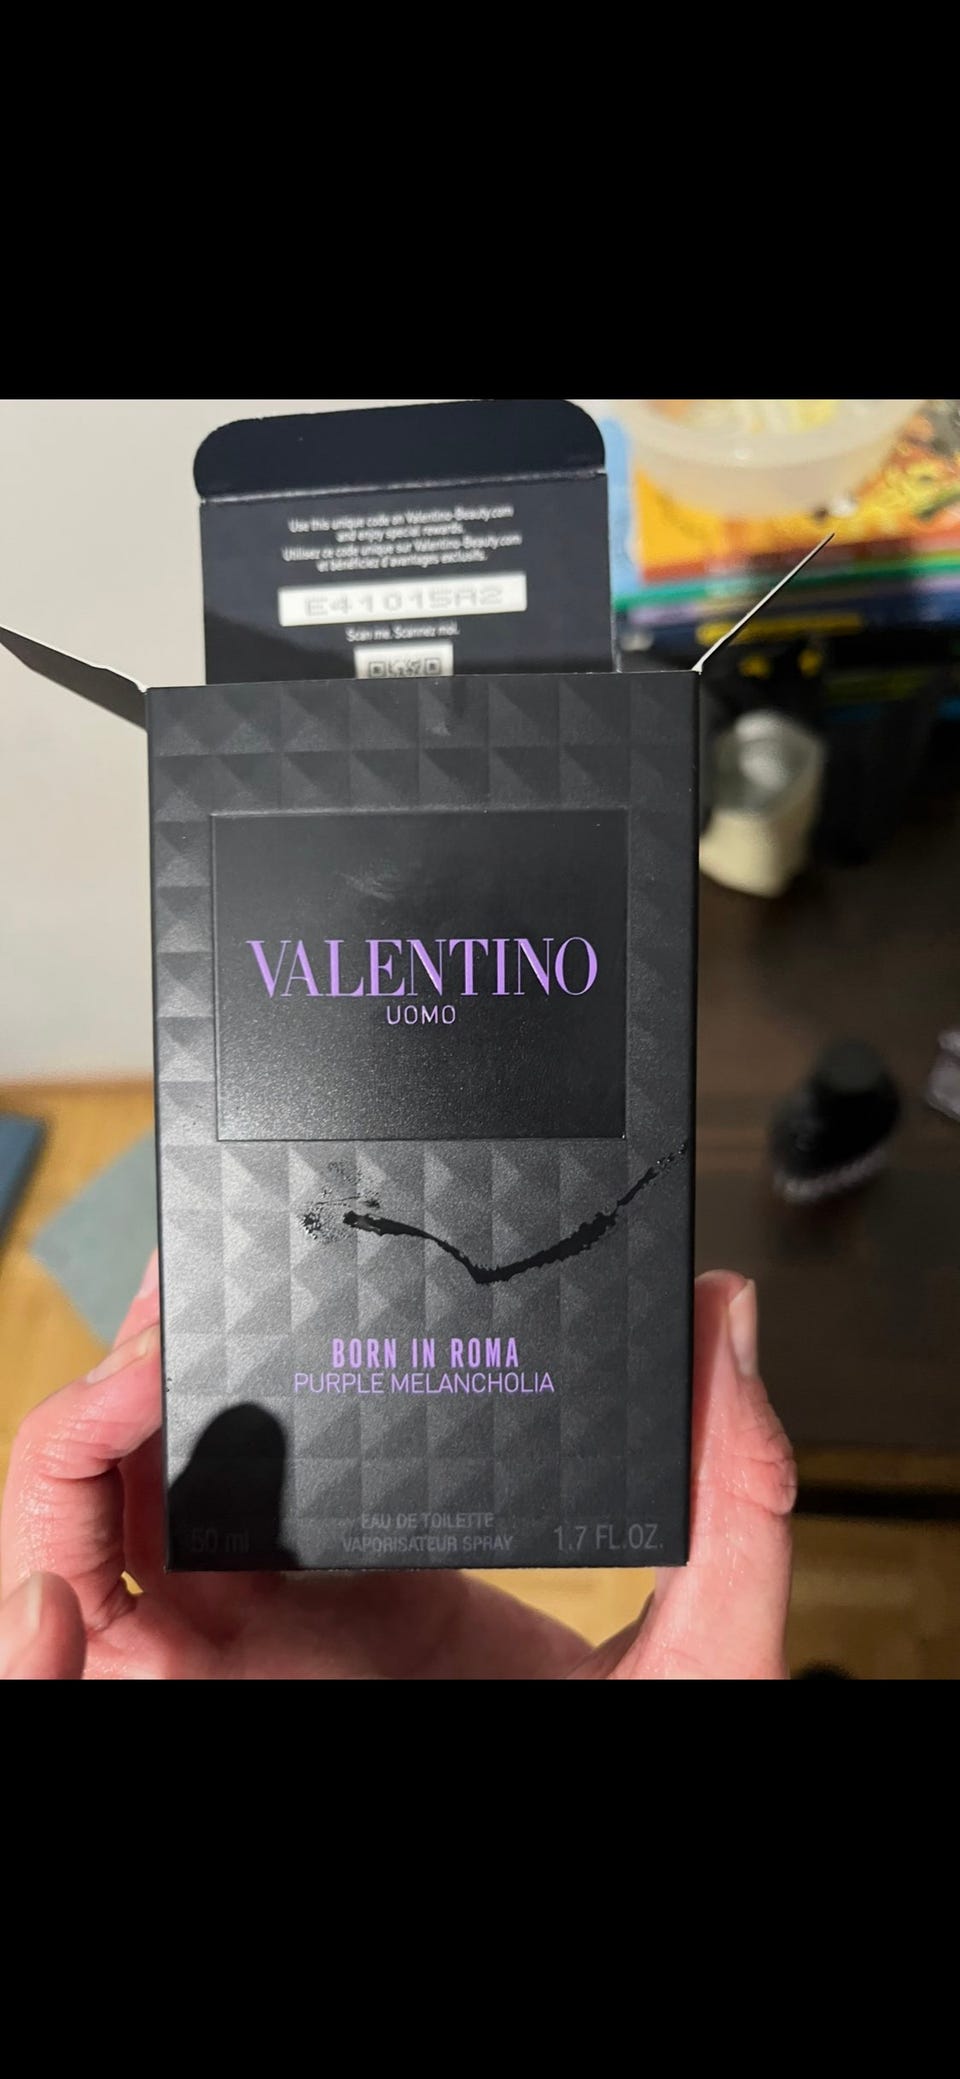 Use this unique code on Valentino-Beauty.com
and enjoy special rewards.
Utilisez ce code unique sur Valentino-Beauty.com
et bénéficiez d'avantages exclusifs.
E41015A2
Scan me. Scannez moi.
VALENTINO
UOMO
BORN IN ROMA
PURPLE MELANCHOLIA
EAU DE TOILETTE
50 ml VAPORISATEUR SPRAY 1.7 FL.OZ.